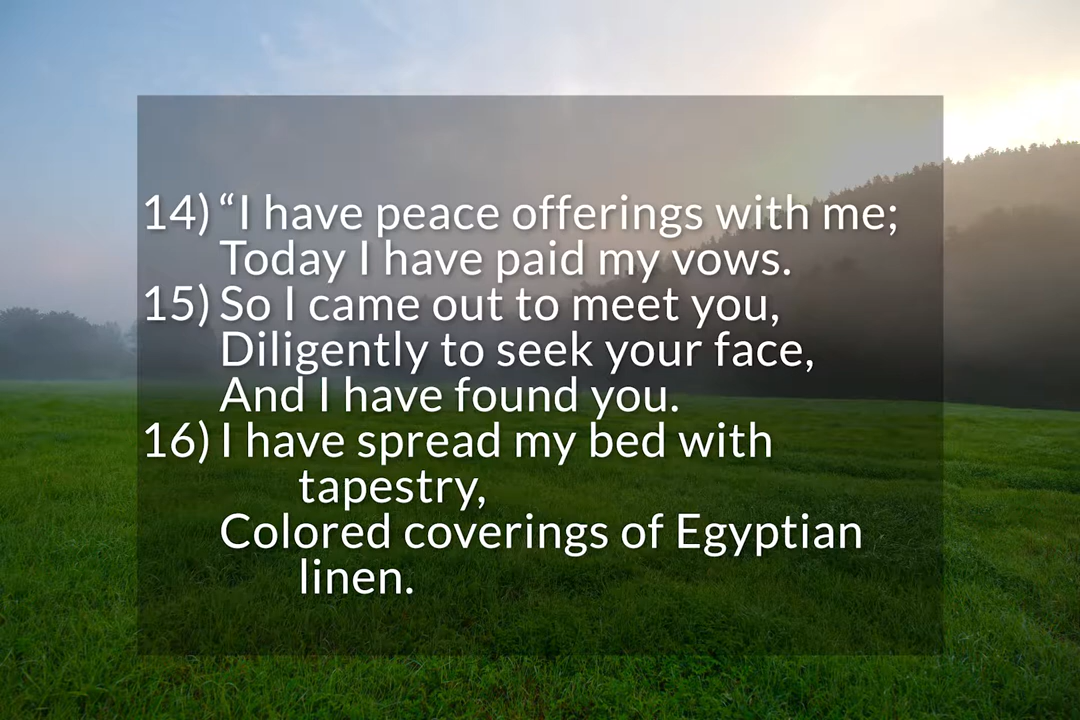 14) “I have peace offerings with me;
Today I have paid my vows.
15) So I came out to meet you,
Diligently to seek your face,
And I have found you.
16) I have spread my bed with
tapestry,
Colored coverings of Egyptian
linen.